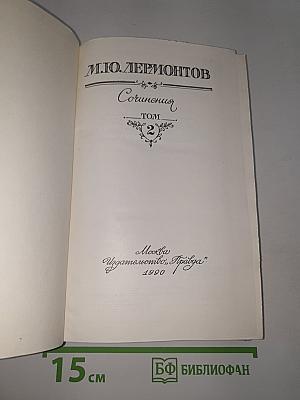 М.Ю.ЛЕРМОНТОВ
Сочинения
ТОМ
2
Москва
Издательство „Правда"
1990
15 см
БФ БИБЛИОФАН